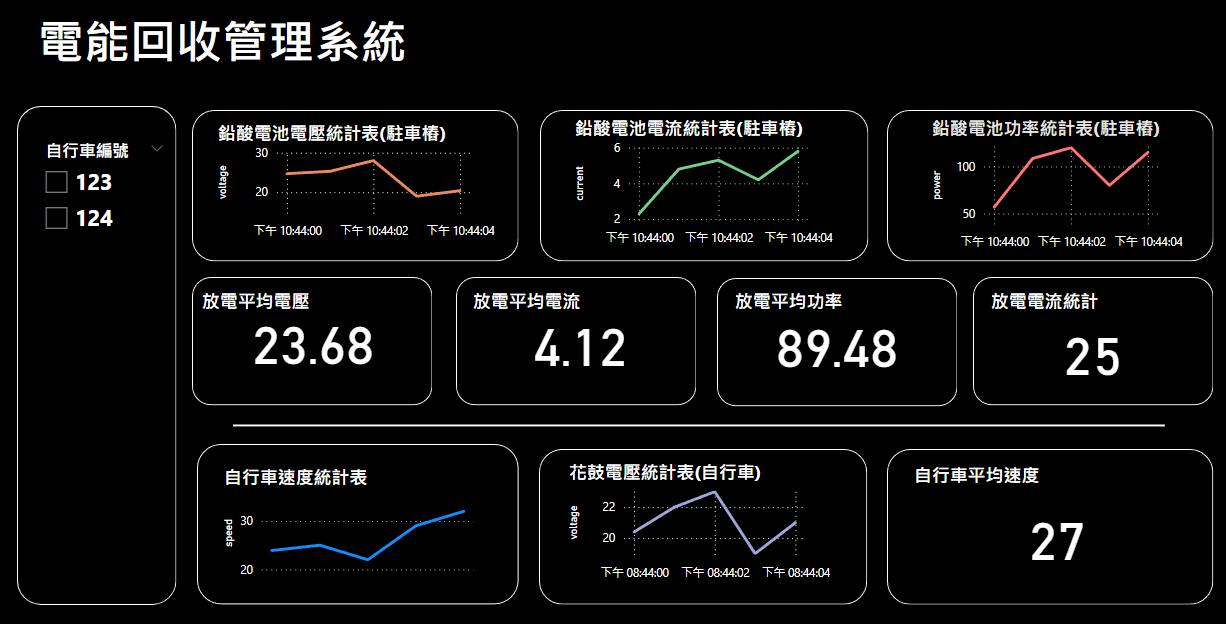 電能回收管理系統
自行車編號
123
124
鉛酸電池電壓統計表(駐車樁)
voltage
30
20
下午 10:44:00 下午 10:44:02 下午 10:44:04
鉛酸電池電流統計表(駐車樁)
current
6
4
2
下午 10:44:00 下午 10:44:02 下午 10:44:04
鉛酸電池功率統計表(駐車樁)
power
100
50
下午 10:44:00 下午 10:44:02 下午 10:44:04
放電平均電壓
23.68
放電平均電流
4.12
放電平均功率
89.48
放電電流統計
25
自行車速度統計表
speed
30
20
花鼓電壓統計表(自行車)
voltage
22
20
下午 08:44:00 下午 08:44:02 下午 08:44:04
自行車平均速度
27